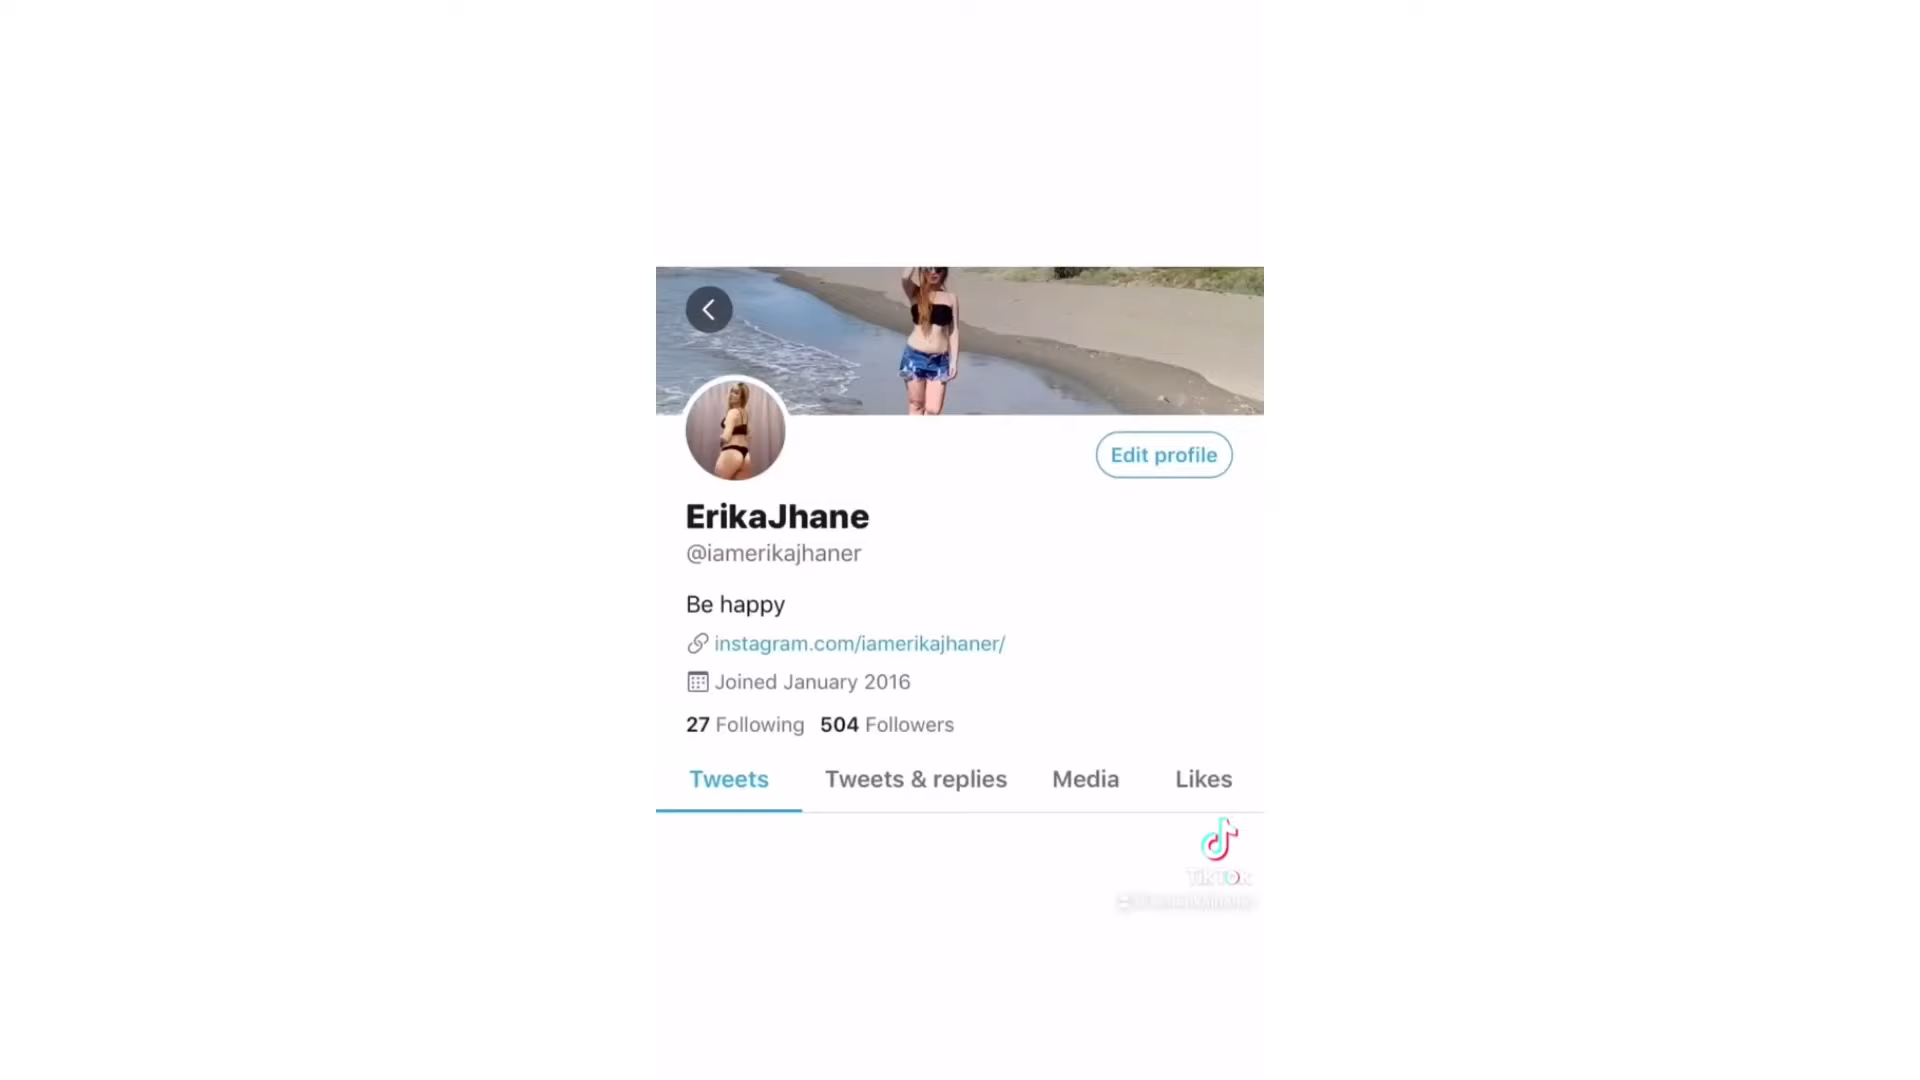 Edit profile
ErikaJhane
@iamerikajhaner
Be happy
instagram.com/iamerikajhaner/
Joined January 2016
27 Following 504 Followers
Tweets Tweets & replies Media Likes
TikTok